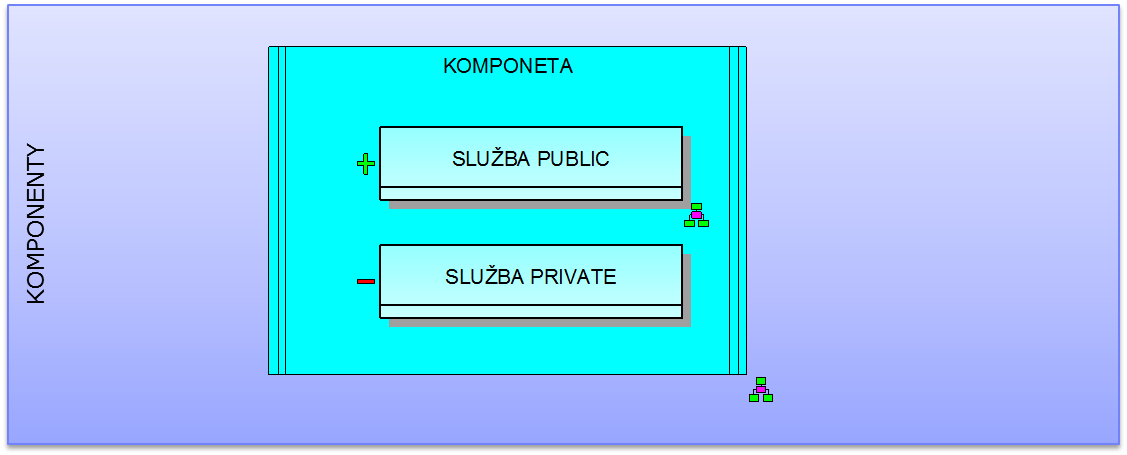 KOMPONENTY
KOMPONETA
SLUŽBA PUBLIC
SLUŽBA PRIVATE